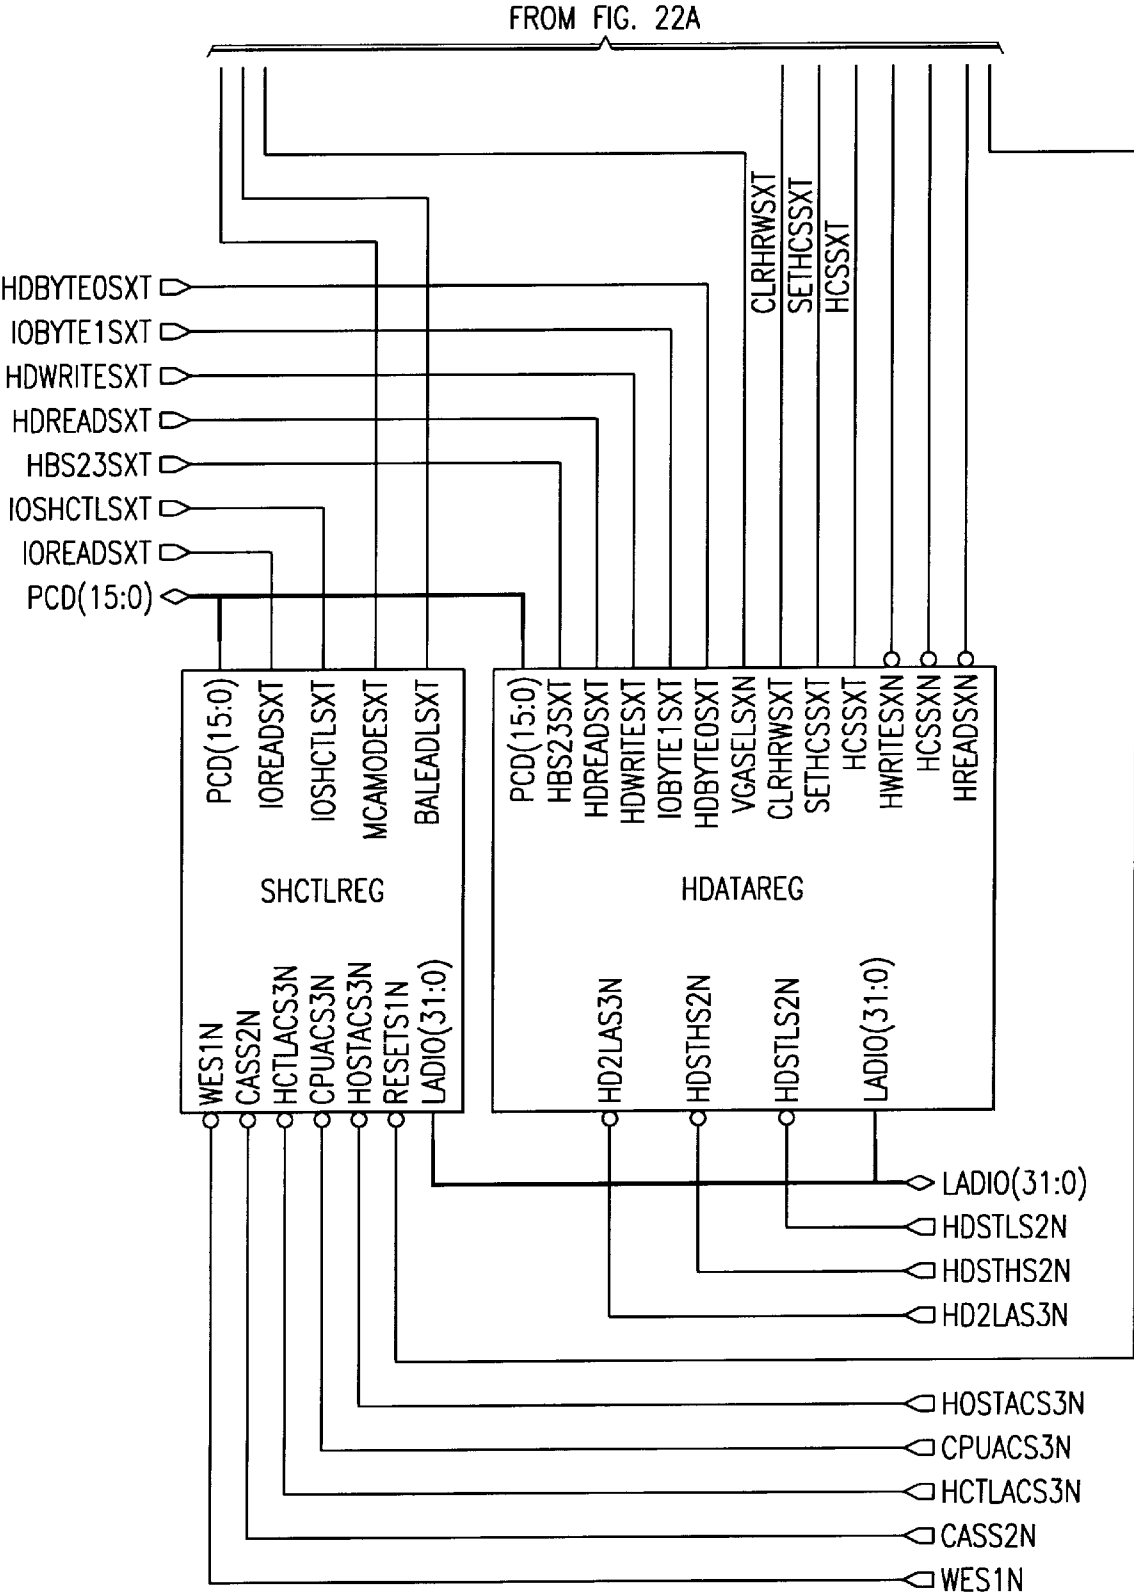 FROM FIG. 22A
CLRHRWSXT
SETHCSSXT
HCSSXT
HDBYTE0SXT
IOBYTE1SXT
HDWRITESXT
HDREADSXT
HBS23SXT
IOSHCTLSXT
IOREADSXT
PCD(15:0)
PCD(15:0)
IOREADSXT
IOSHCTLSXT
MCAMODESXT
BALEADLSXT
SHCTLREG
WES1N
CASS2N
HCTLACS3N
CPUACS3N
HOSTACS3N
RESETS1N
LADIO(31:0)
PCD(15:0)
HBS23SXT
HDREADSXT
HDWRITESXT
IOBYTE1SXT
HDBYTE0SXT
VGASELSXN
CLRHRWSXT
SETHCSSXT
HCSSXT
HWRITESXN
HCSSXN
HREADSXN
HDATAREG
HD2LAS3N
HDSTHS2N
HDSTLS2N
LADIO(31:0)
LADIO(31:0)
HDSTLS2N
HDSTHS2N
HD2LAS3N
HOSTACS3N
CPUACS3N
HCTLACS3N
CASS2N
WES1N